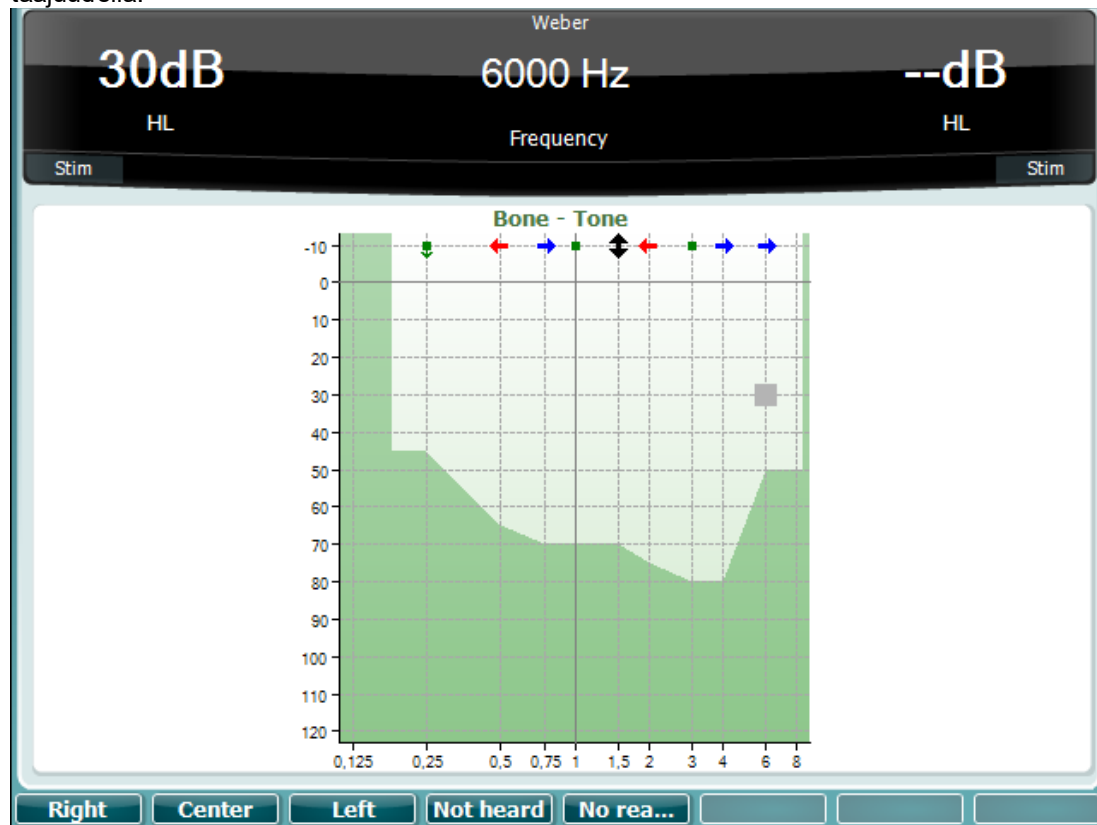 Weber
30dB 6000 Hz --dB
HL Frequency HL
Stim Stim
Bone - Tone
-10
0
10
20
30
40
50
60
70
80
90
100
110
120
0,125 0,25 0,5 0,75 1 1,5 2 3 4 6 8
Right Center Left Not heard No rea...